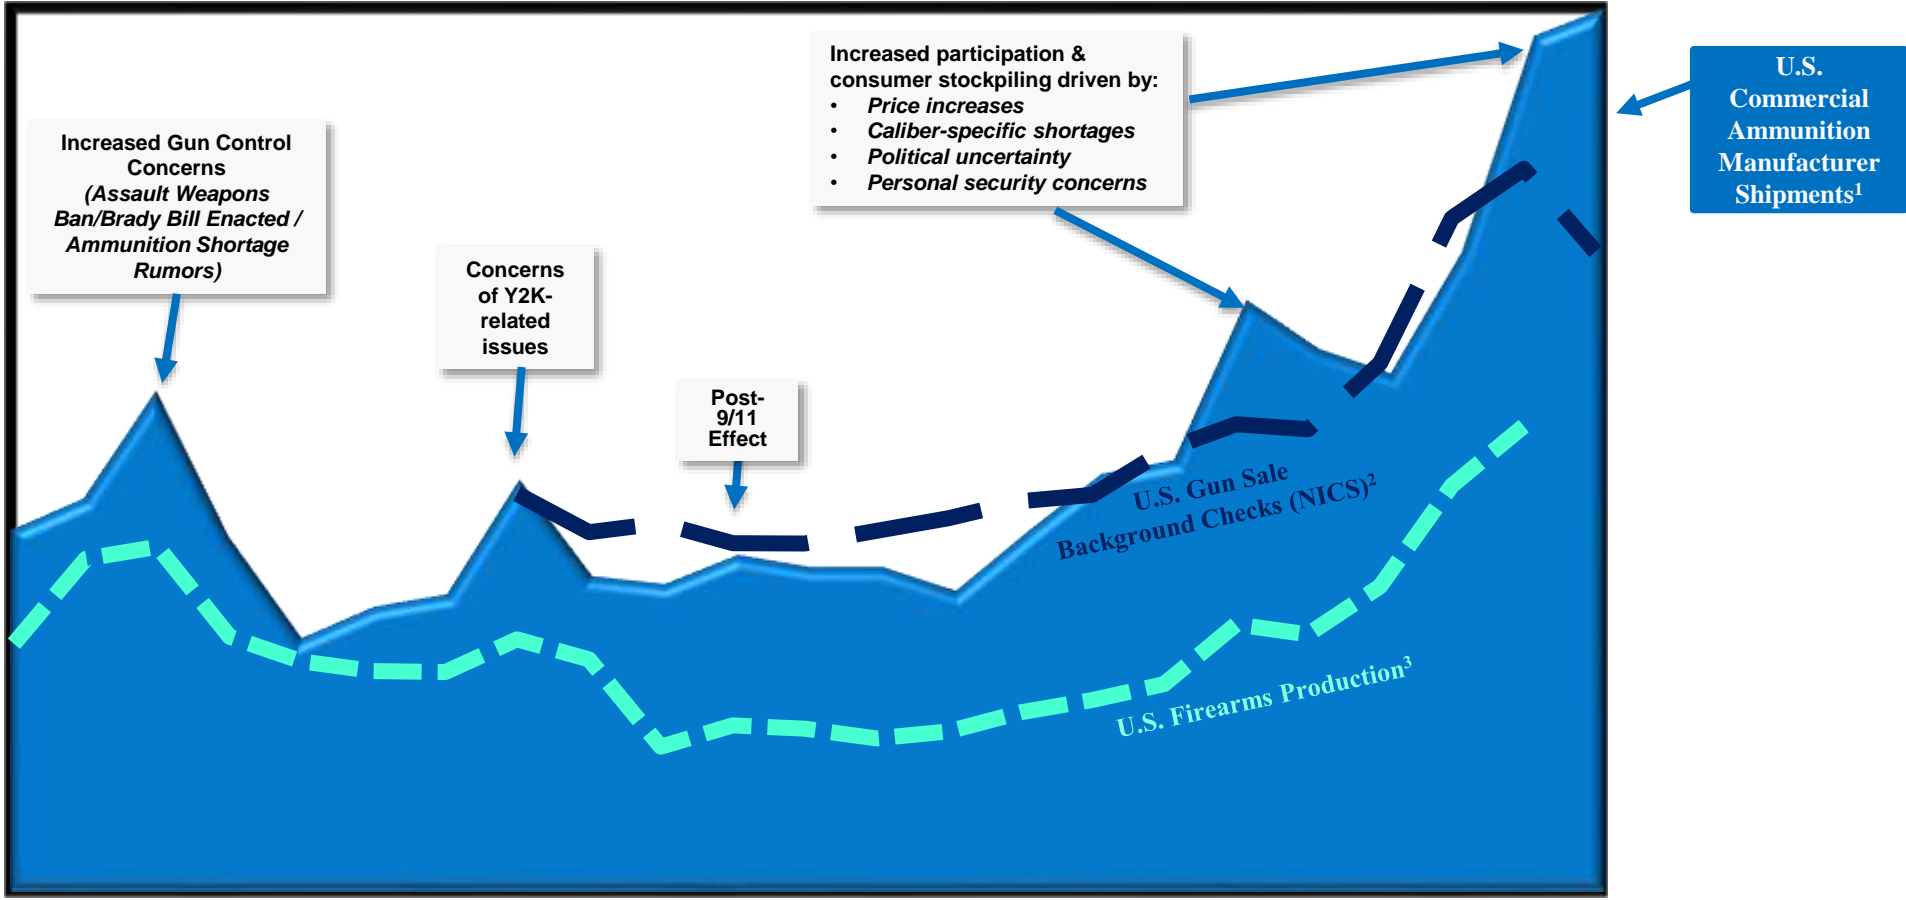 Increased participation &
consumer stockpiling driven by:
• Price increases
• Caliber-specific shortages
• Political uncertainty
• Personal security concerns
U.S.
Commercial
Ammunition
Manufacturer
Shipments¹
Increased Gun Control
Concerns
(Assault Weapons
Ban/Brady Bill Enacted /
Ammunition Shortage
Rumors)
Concerns
of Y2K-
related
issues
Post-
9/11
Effect
U.S. Gun Sale
Background Checks (NICS)²
U.S. Firearms Production³